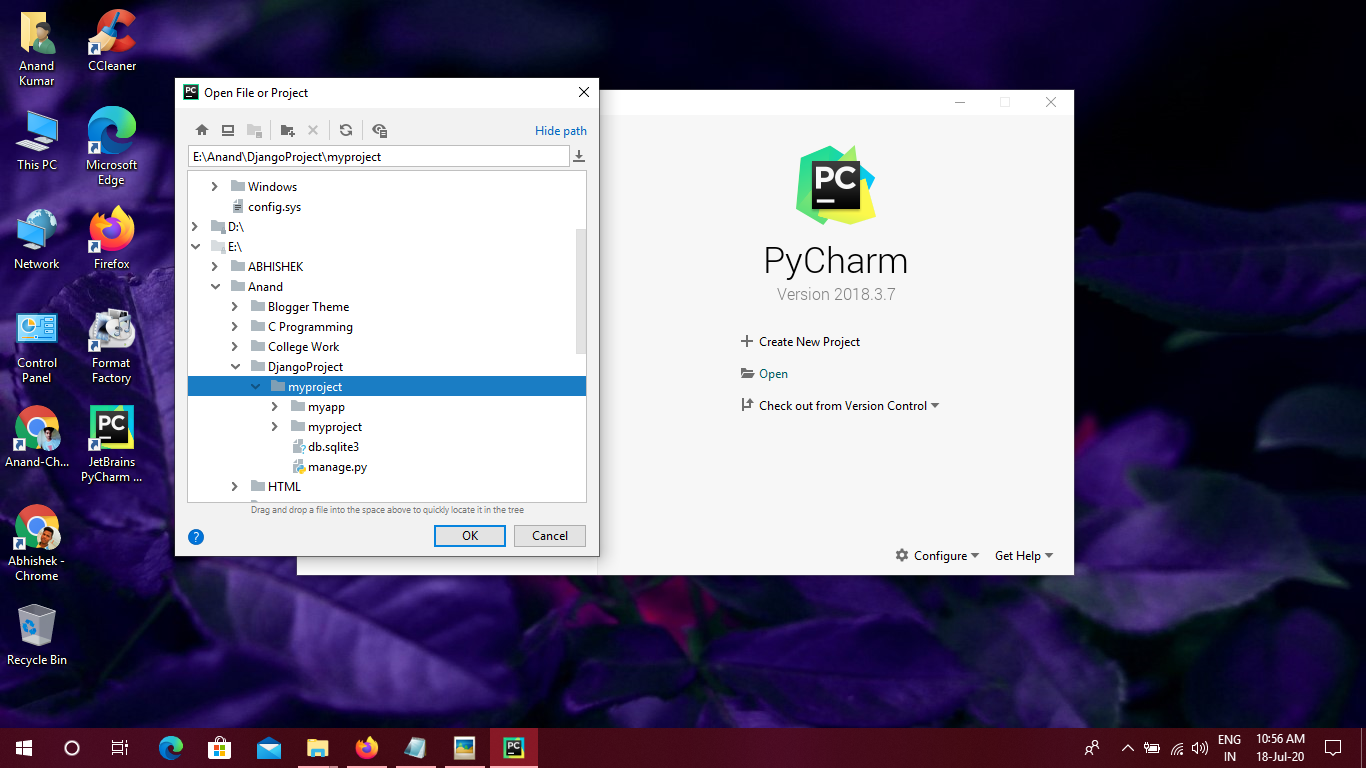 Anand
Kumar
CCleaner
This PC
Microsoft
Edge
Network
Firefox
Control
Panel
Format
Factory
Anand-Ch...
JetBrains
PyCharm ...
Abhishek -
Chrome
Recycle Bin
PC
Open File or Project
Hide path
E:\Anand\DjangoProject\myproject
Windows
config.sys
D:\
E:\
ABHISHEK
Anand
Blogger Theme
C Programming
College Work
DjangoProject
myproject
myapp
myproject
db.sqlite3
manage.py
HTML
Drag and drop a file into the space above to quickly locate it in the tree
?
OK
Cancel
PC
PyCharm
Version 2018.3.7
Create New Project
Open
Check out from Version Control
Configure
Get Help
PC
PC
ENG
IN
10:56 AM
18-Jul-20